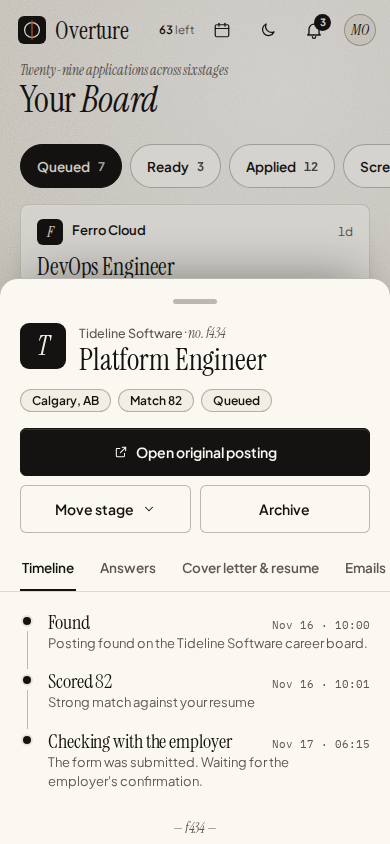 Overture
63 left
3
MO
Twenty-nine applications across six stages
Your Board
Queued 7
Ready 3
Applied 12
Scre
F
Ferro Cloud
1d
DevOps Engineer
T
Tideline Software · no. f434
Platform Engineer
Calgary, AB
Match 82
Queued
Open original posting
Move stage
Archive
Timeline
Answers
Cover letter & resume
Emails
Found
Nov 16 · 10:00
Posting found on the Tideline Software career board.
Scored 82
Nov 16 · 10:01
Strong match against your resume
Checking with the employer
Nov 17 · 06:15
The form was submitted. Waiting for the
employer's confirmation.
— f434 —